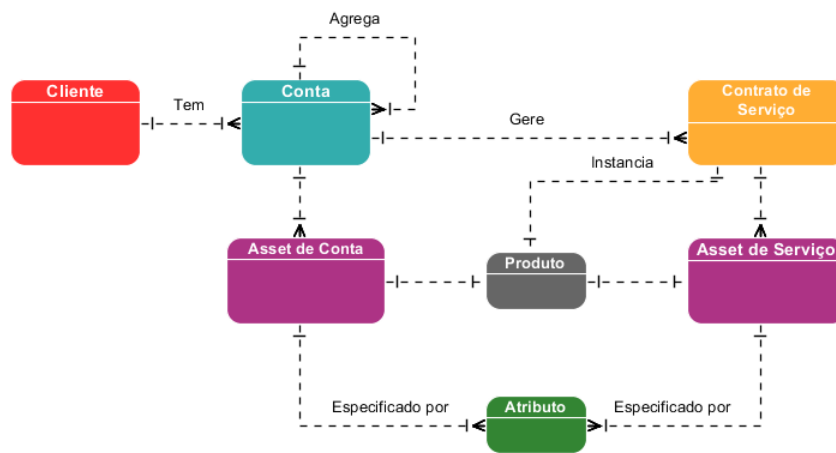 Agrega
Cliente
Conta
Contrato de
Serviço
Tem
Gere
Instancia
Asset de Conta
Produto
Asset de Serviço
Especificado por
Atributo
Especificado por